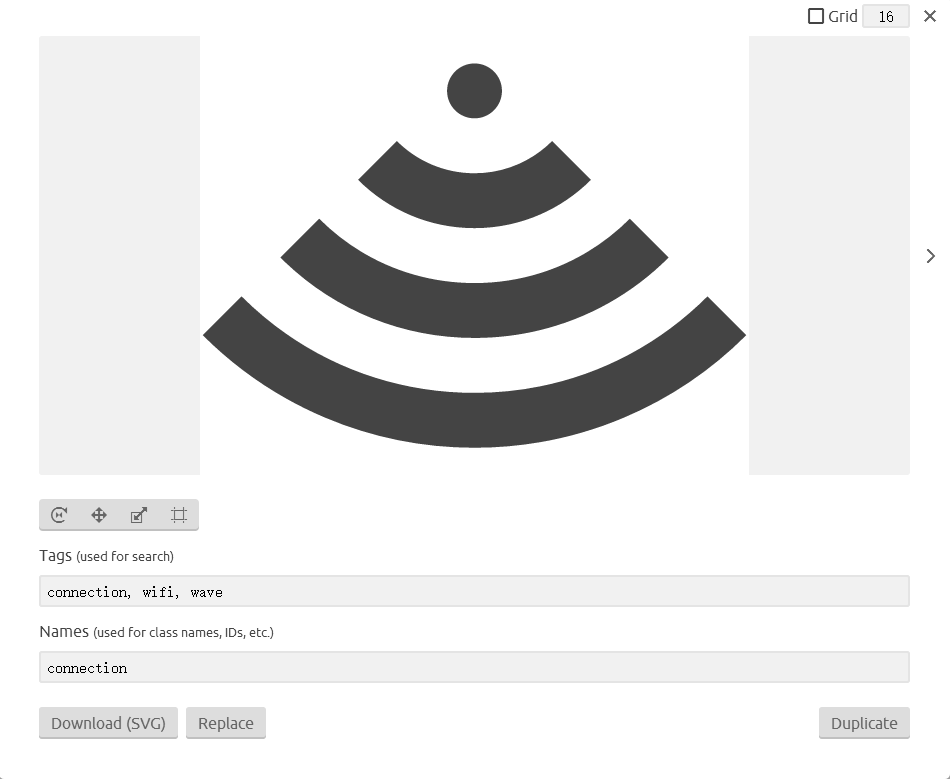 Grid 16
Tags (used for search)
connection, wifi, wave
Names (used for class names, IDs, etc.)
connection
Download (SVG) Replace Duplicate